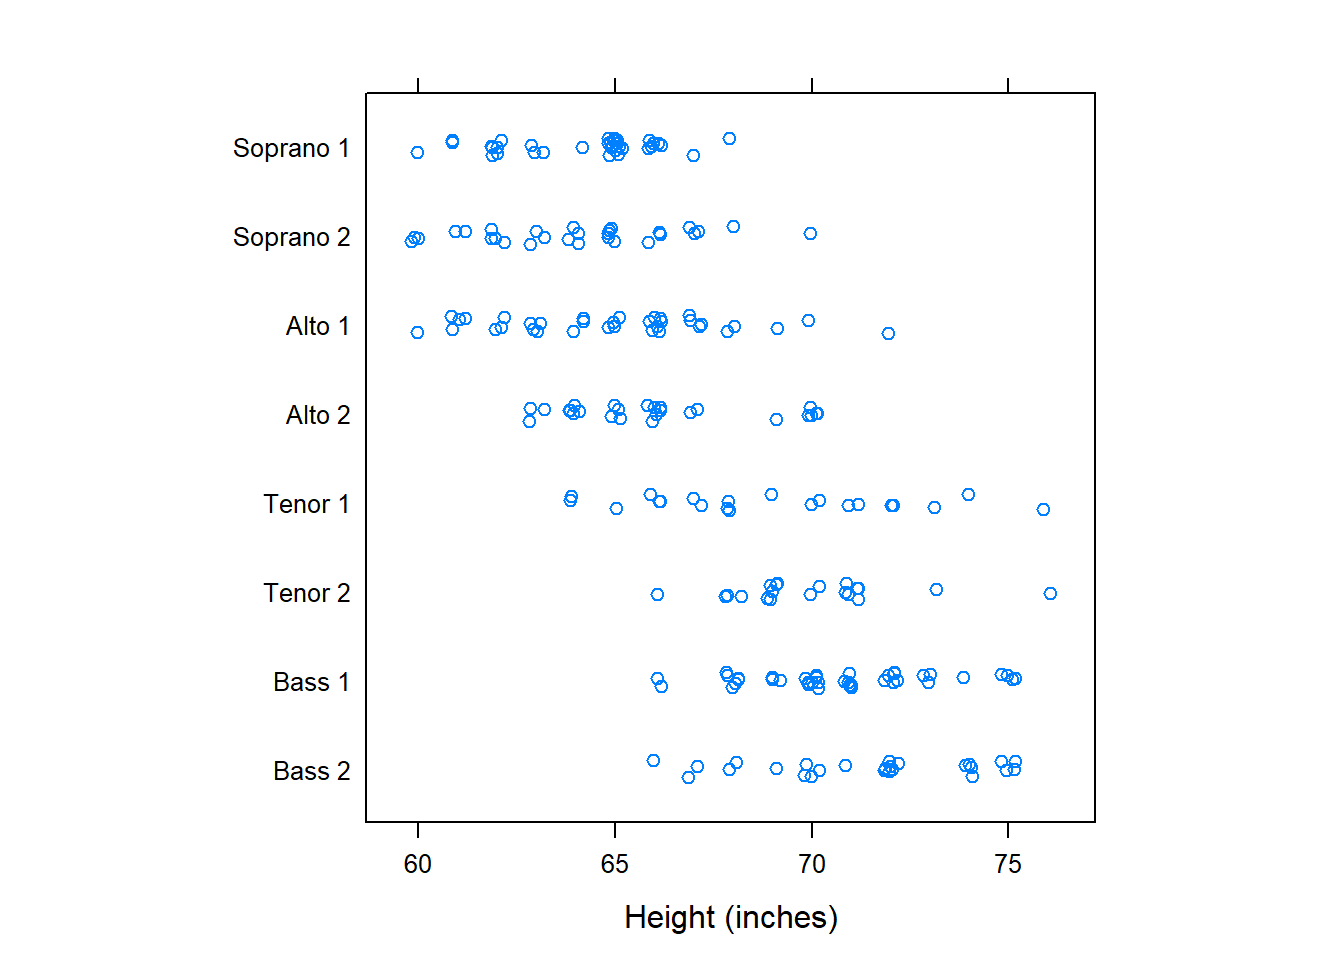 Soprano 1
Soprano 2
Alto 1
Alto 2
Tenor 1
Tenor 2
Bass 1
Bass 2
60 65 70 75
Height (inches)